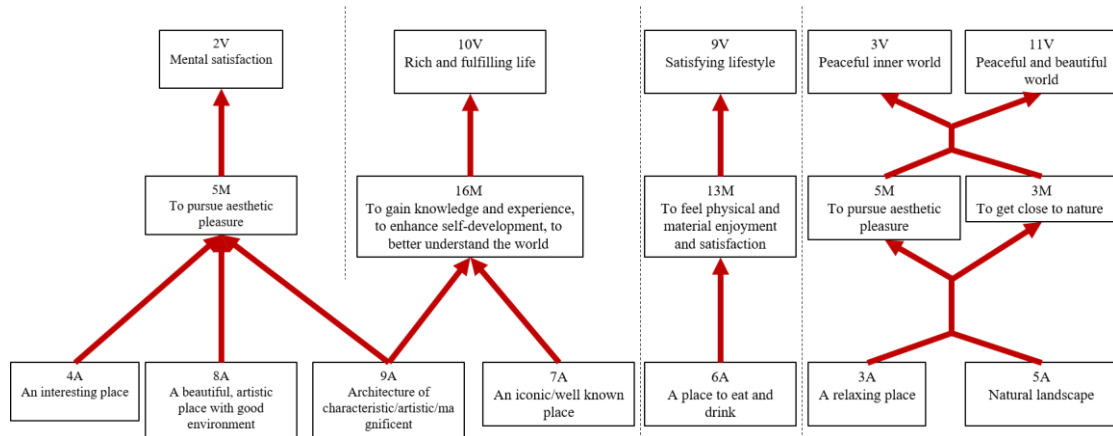 2V
Mental satisfaction
10V
Rich and fulfilling life
9V
Satisfying lifestyle
3V
Peaceful inner world
11V
Peaceful and beautiful
world
5M
To pursue aesthetic
pleasure
16M
To gain knowledge and experience,
to enhance self-development, to
better understand the world
13M
To feel physical and
material enjoyment
and satisfaction
5M
To pursue aesthetic
pleasure
3M
To get close to nature
4A
An interesting place
8A
A beautiful, artistic
place with good
environment
9A
Architecture of
characteristic/artistic/ma
gnificent
7A
An iconic/well known
place
6A
A place to eat and
drink
3A
A relaxing place
5A
Natural landscape